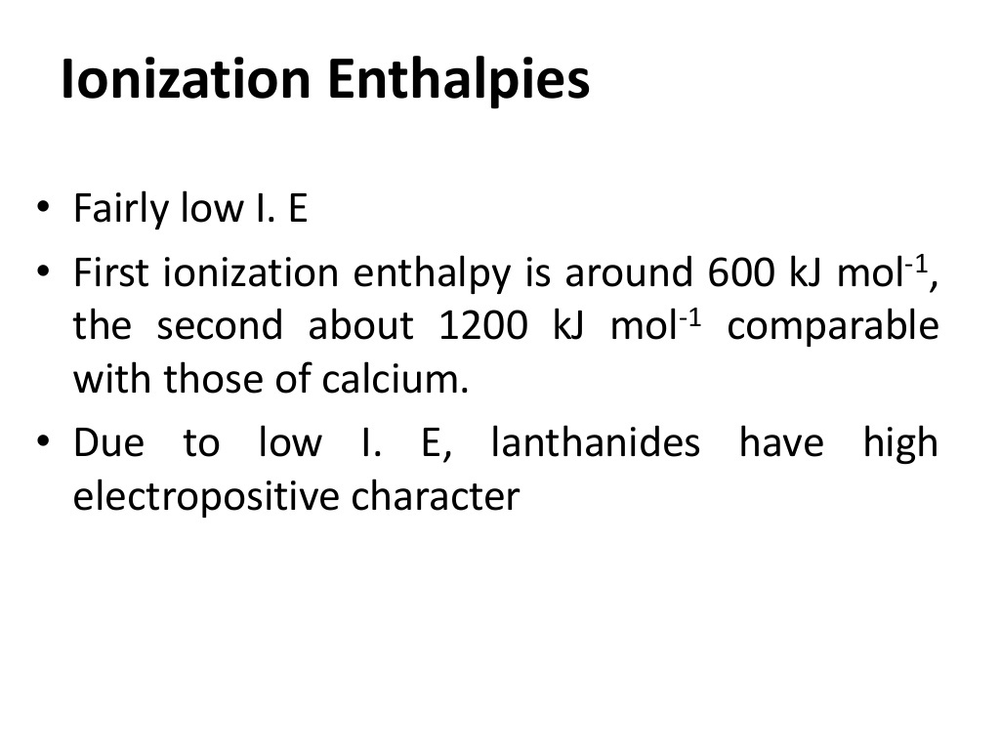 Ionization Enthalpies
• Fairly low I. E
• First ionization enthalpy is around 600 kJ mol⁻¹,
the second about 1200 kJ mol⁻¹ comparable
with those of calcium.
• Due to low I. E, lanthanides have high
electropositive character